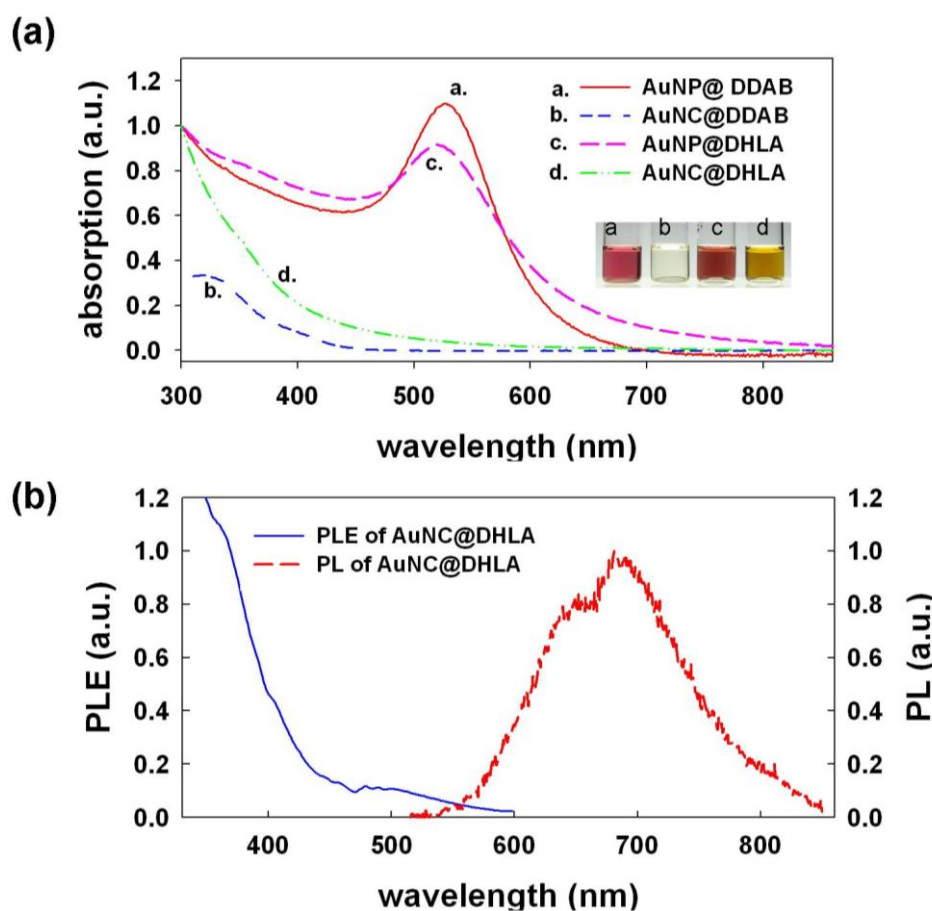 (a)
absorption (a.u.)
1.2
1.0
0.8
0.6
0.4
0.2
0.0
300 400 500 600 700 800
wavelength (nm)
a. AuNP@ DDAB
b. AuNC@DDAB
c. AuNP@DHLA
d. AuNC@DHLA
a.
c.
d.
b.
a b c d
(b)
PLE (a.u.)
1.2
1.0
0.8
0.6
0.4
0.2
0.0
PLE of AuNC@DHLA
PL of AuNC@DHLA
1.2
1.0
0.8
0.6
0.4
0.2
0.0
PL (a.u.)
400 500 600 700 800
wavelength (nm)